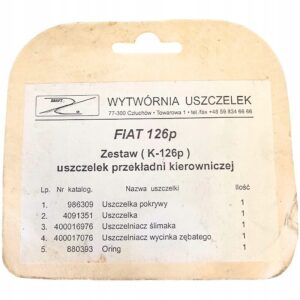 WYTWÓRNIA USZCZELEK
77-300 Człuchów • Towarowa 1 • tel./fax +48 59 834 66 66
FIAT 126p
Zestaw ( K-126p )
uszczelek przekładni kierowniczej
Lp. Nr katalog. Nazwa uszczelki Ilość
1. 986309 Uszczelka pokrywy 1
2. 4091351 Uszczelka 1
3. 400016976 Uszczelniacz ślimaka 1
4. 400017076 Uszczelniacz wycinka zębatego 1
5. 880393 Oring 1